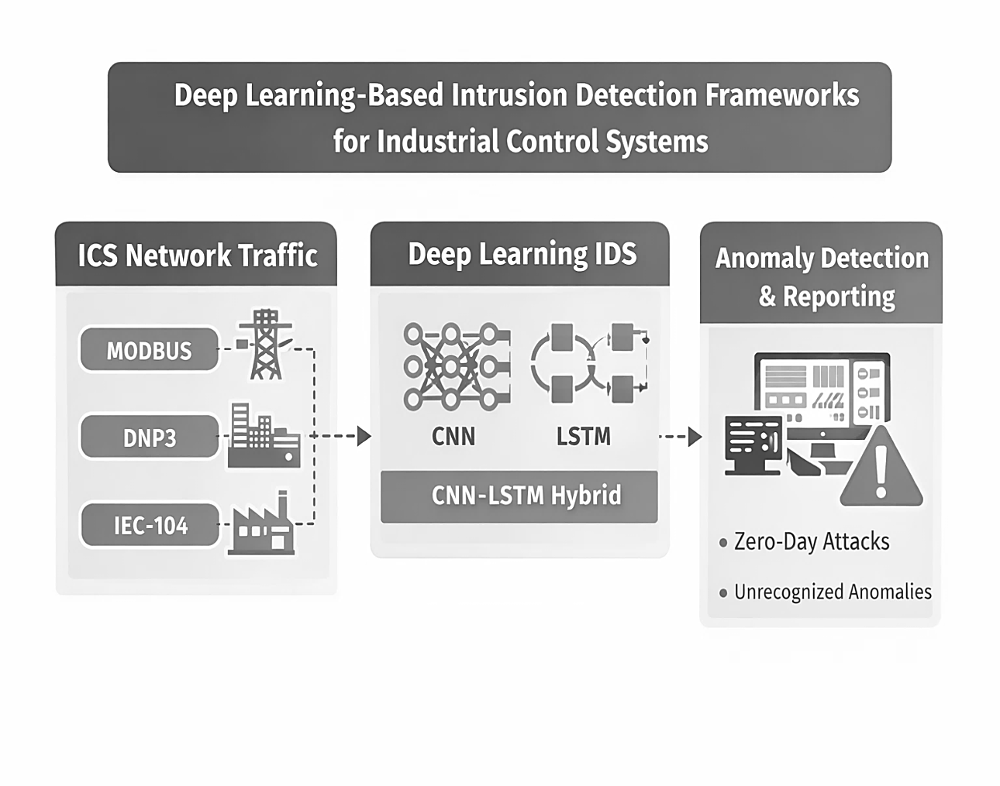 Deep Learning-Based Intrusion Detection Frameworks
for Industrial Control Systems
ICS Network Traffic
MODBUS
DNP3
IEC-104
Deep Learning IDS
CNN
LSTM
CNN-LSTM Hybrid
Anomaly Detection
& Reporting
• Zero-Day Attacks
• Unrecognized Anomalies